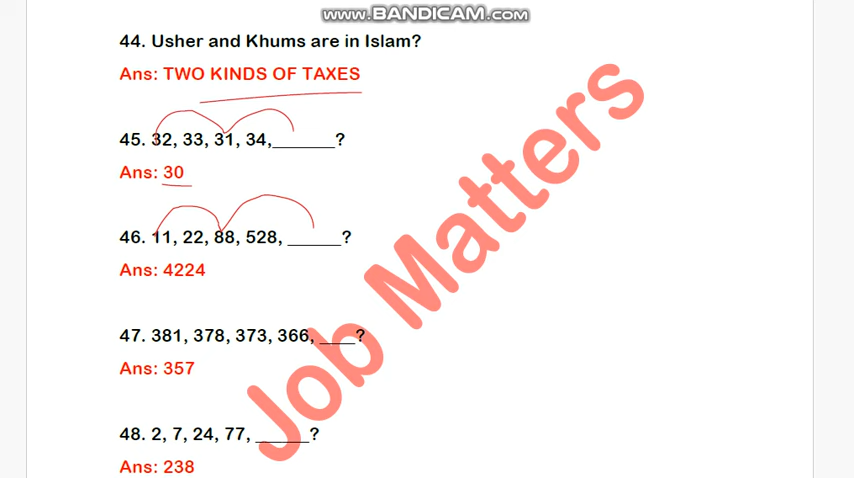 www.BANDICAM.com
44. Usher and Khums are in Islam?
Ans: TWO KINDS OF TAXES
45. 32, 33, 31, 34,_______?
Ans: 30
46. 11, 22, 88, 528, ______?
Ans: 4224
47. 381, 378, 373, 366, ____?
Ans: 357
48. 2, 7, 24, 77, ______?
Ans: 238
Job Matters